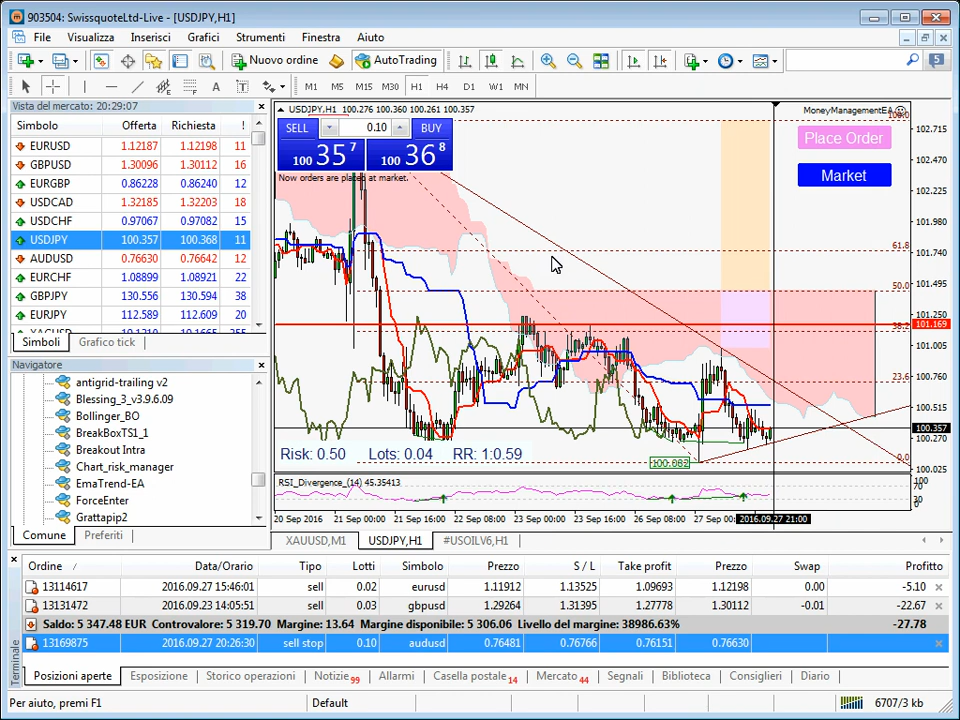 903504: SwissquoteLtd-Live - [USDJPY,H1]
File Visualizza Inserisci Grafici Strumenti Finestra Aiuto
Nuovo ordine AutoTrading 5
A T M1 M5 M15 M30 H1 H4 D1 W1 MN
Vista del mercato: 20:29:07
Simbolo Offerta Richiesta !
EURUSD 1.12187 1.12198 11
GBPUSD 1.30096 1.30112 16
EURGBP 0.86228 0.86240 12
USDCAD 1.32185 1.32203 18
USDCHF 0.97067 0.97082 15
USDJPY 100.357 100.368 11
AUDUSD 0.76630 0.76642 12
EURCHF 1.08899 1.08921 22
GBPJPY 130.556 130.594 38
EURJPY 112.589 112.609 20
Simboli Grafico tick
Navigatore
antigrid-trailing v2
Blessing_3_v3.9.6.09
Bollinger_BO
BreakBoxTS1_1
Breakout Intra
Chart_risk_manager
EmaTrend-EA
ForceEnter
Grattapip2
Comune Preferiti
USDJPY,H1 100.276 100.360 100.261 100.357
MoneyManagementEA
SELL 0.10 BUY
100 35 7 100 36 8
Now orders are placed at market.
Place Order
Market
100.0
61.8
50.0
38.2
23.6
0.0
102.715
102.470
102.225
101.980
101.740
101.495
101.250
101.169
101.005
100.760
100.515
100.357
100.270
100.025
100.082
Risk: 0.50 Lots: 0.04 RR: 1:0.59
RSI_Divergence_(14) 45.35413
100
70
30
0
20 Sep 2016 21 Sep 00:00 21 Sep 16:00 22 Sep 08:00 23 Sep 00:00 23 Sep 16:00 26 Sep 08:00 27 Sep 00: 2016.09.27 21:00
XAUUSD,M1 USDJPY,H1 #USOILV6,H1
Ordine / Data/Orario Tipo Lotti Simbolo Prezzo S / L Take profit Prezzo Swap Profitto
13114617 2016.09.27 15:46:01 sell 0.02 eurusd 1.11912 1.13525 1.09693 1.12198 0.00 -5.10
13131472 2016.09.23 14:05:51 sell 0.03 gbpusd 1.29264 1.31395 1.27778 1.30112 -0.01 -22.67
Saldo: 5 347.48 EUR Controvalore: 5 319.70 Margine: 13.64 Margine disponibile: 5 306.06 Livello del margine: 38986.63% -27.78
13169875 2016.09.27 20:26:30 sell stop 0.10 audusd 0.76481 0.76766 0.76151 0.76630
Terminale
Posizioni aperte Esposizione Storico operazioni Notizie 99 Allarmi Casella postale 14 Mercato 44 Segnali Biblioteca Consiglieri Diario
Per aiuto, premi F1 Default 6707/3 kb